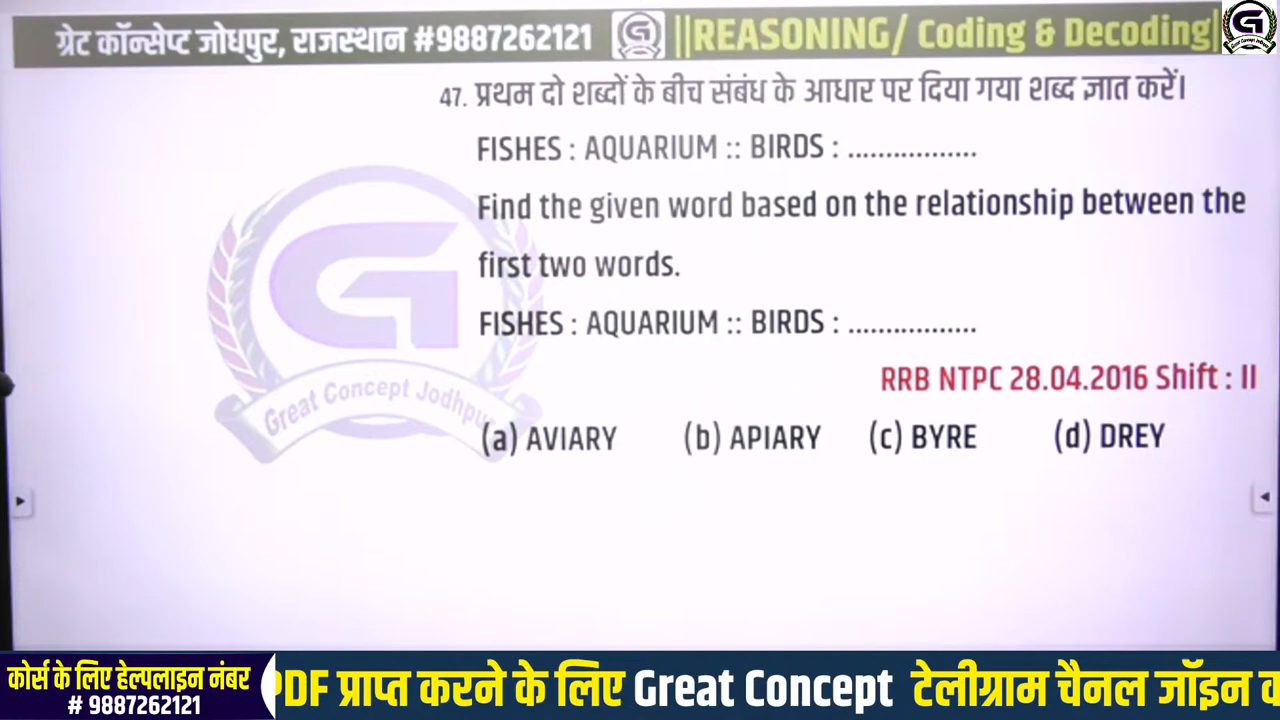 ग्रेट कॉन्सेप्ट जोधपुर, राजस्थान #9887262121 ||REASONING/ Coding & Decoding|
47. प्रथम दो शब्दों के बीच संबंध के आधार पर दिया गया शब्द ज्ञात करें।
FISHES : AQUARIUM :: BIRDS : .................
Find the given word based on the relationship between the
first two words.
FISHES : AQUARIUM :: BIRDS : .................
RRB NTPC 28.04.2016 Shift : II
Great Concept Jodhpur
(a) AVIARY (b) APIARY (c) BYRE (d) DREY
कोर्स के लिए हेल्पलाइन नंबर
# 9887262121
PDF प्राप्त करने के लिए Great Concept टेलीग्राम चैनल जॉइन